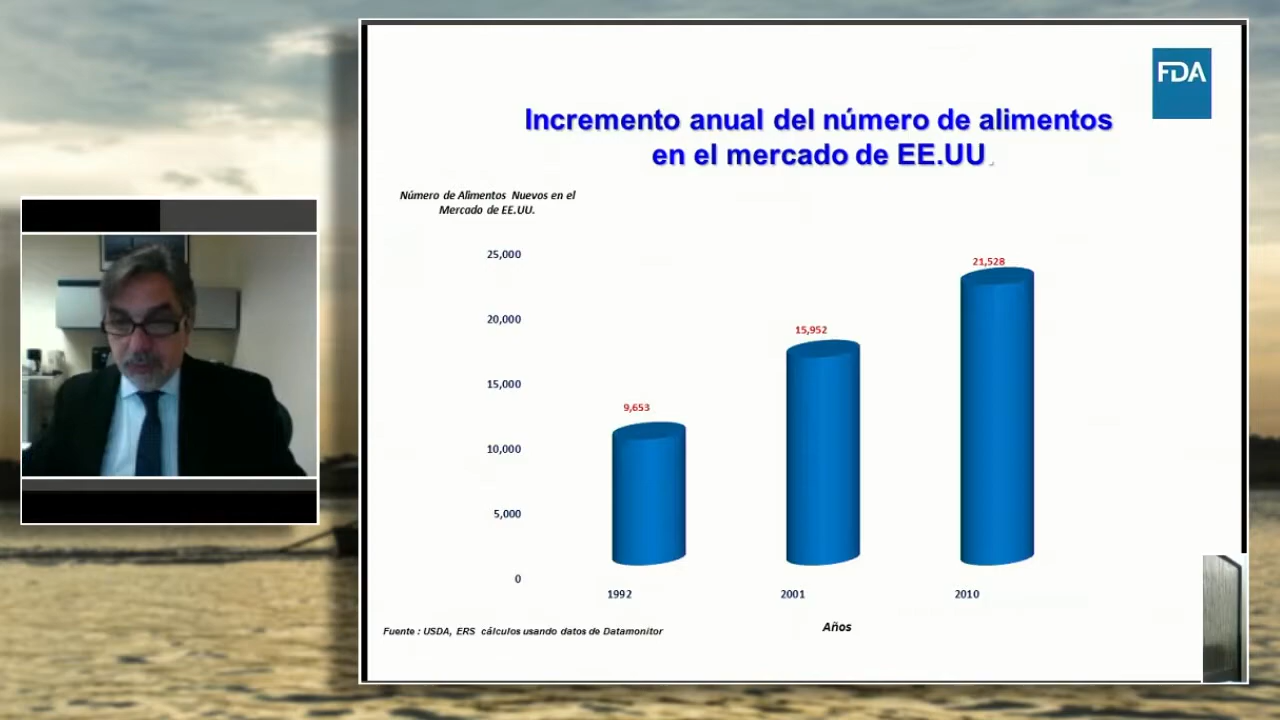 FDA
Incremento anual del número de alimentos
en el mercado de EE.UU.
Número de Alimentos Nuevos en el
Mercado de EE.UU.
25,000
20,000
15,000
10,000
5,000
0
9,653
15,952
21,528
1992
2001
2010
Años
Fuente : USDA, ERS cálculos usando datos de Datamonitor